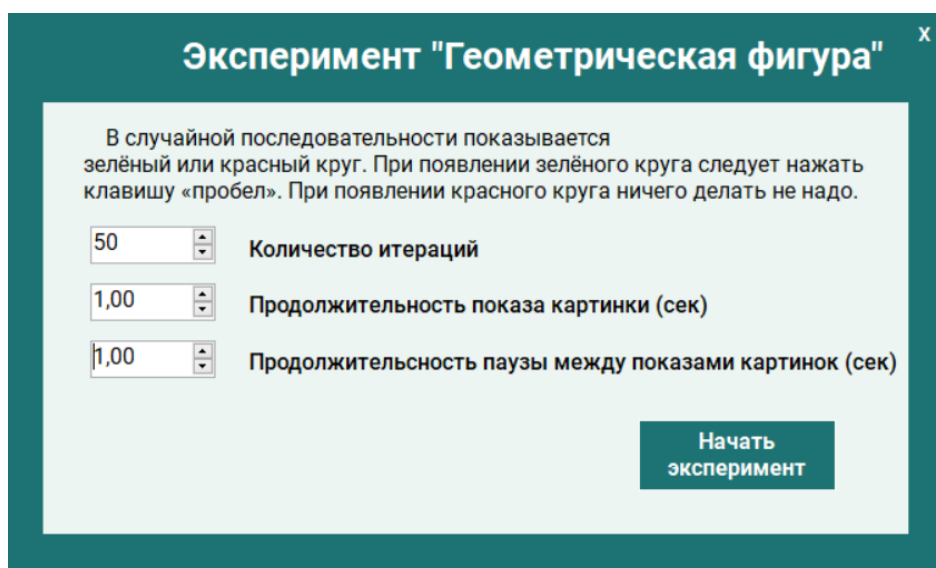 X
Эксперимент "Геометрическая фигура"
В случайной последовательности показывается
зелёный или красный круг. При появлении зелёного круга следует нажать
клавишу «пробел». При появлении красного круга ничего делать не надо.
50 Количество итераций
1,00 Продолжительность показа картинки (сек)
1,00 Продолжительсность паузы между показами картинок (сек)
Начать
эксперимент